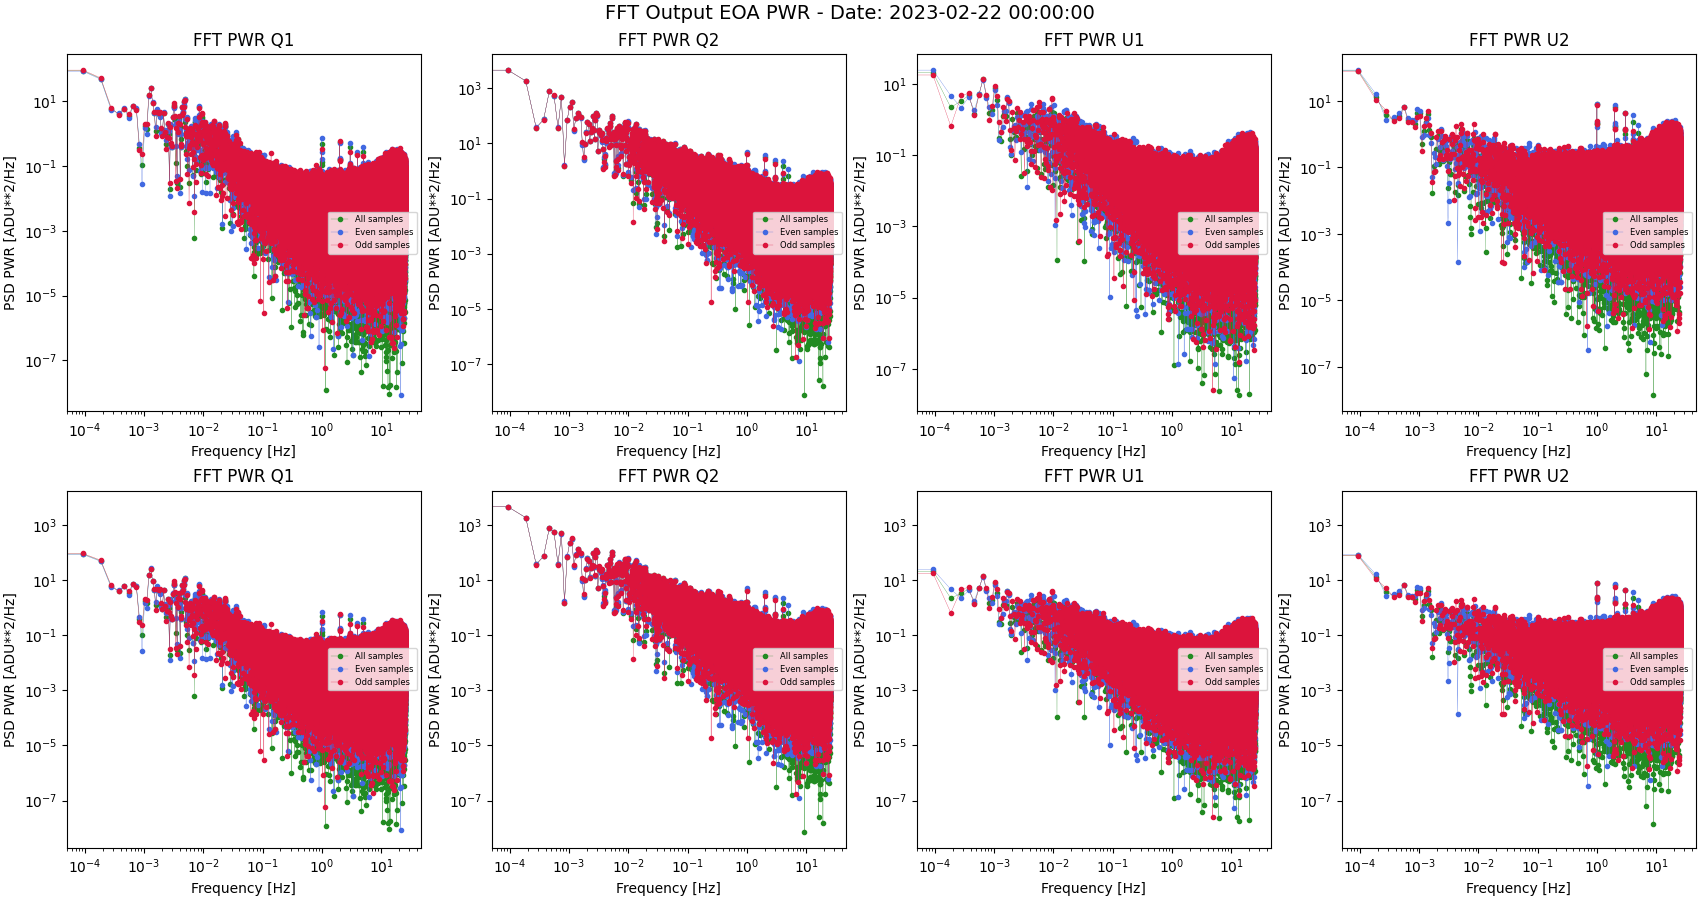 FFT Output EOA PWR - Date: 2023-02-22 00:00:00
FFT PWR Q1
PSD PWR [ADU**2/Hz]
10^1
10^-1
10^-3
10^-5
10^-7
All samples
Even samples
Odd samples
10^-4 10^-3 10^-2 10^-1 10^0 10^1
Frequency [Hz]
FFT PWR Q2
PSD PWR [ADU**2/Hz]
10^3
10^1
10^-1
10^-3
10^-5
10^-7
All samples
Even samples
Odd samples
10^-4 10^-3 10^-2 10^-1 10^0 10^1
Frequency [Hz]
FFT PWR U1
PSD PWR [ADU**2/Hz]
10^1
10^-1
10^-3
10^-5
10^-7
All samples
Even samples
Odd samples
10^-4 10^-3 10^-2 10^-1 10^0 10^1
Frequency [Hz]
FFT PWR U2
PSD PWR [ADU**2/Hz]
10^1
10^-1
10^-3
10^-5
10^-7
All samples
Even samples
Odd samples
10^-4 10^-3 10^-2 10^-1 10^0 10^1
Frequency [Hz]
FFT PWR Q1
PSD PWR [ADU**2/Hz]
10^3
10^1
10^-1
10^-3
10^-5
10^-7
All samples
Even samples
Odd samples
10^-4 10^-3 10^-2 10^-1 10^0 10^1
Frequency [Hz]
FFT PWR Q2
PSD PWR [ADU**2/Hz]
10^3
10^1
10^-1
10^-3
10^-5
10^-7
All samples
Even samples
Odd samples
10^-4 10^-3 10^-2 10^-1 10^0 10^1
Frequency [Hz]
FFT PWR U1
PSD PWR [ADU**2/Hz]
10^3
10^1
10^-1
10^-3
10^-5
10^-7
All samples
Even samples
Odd samples
10^-4 10^-3 10^-2 10^-1 10^0 10^1
Frequency [Hz]
FFT PWR U2
PSD PWR [ADU**2/Hz]
10^3
10^1
10^-1
10^-3
10^-5
10^-7
All samples
Even samples
Odd samples
10^-4 10^-3 10^-2 10^-1 10^0 10^1
Frequency [Hz]